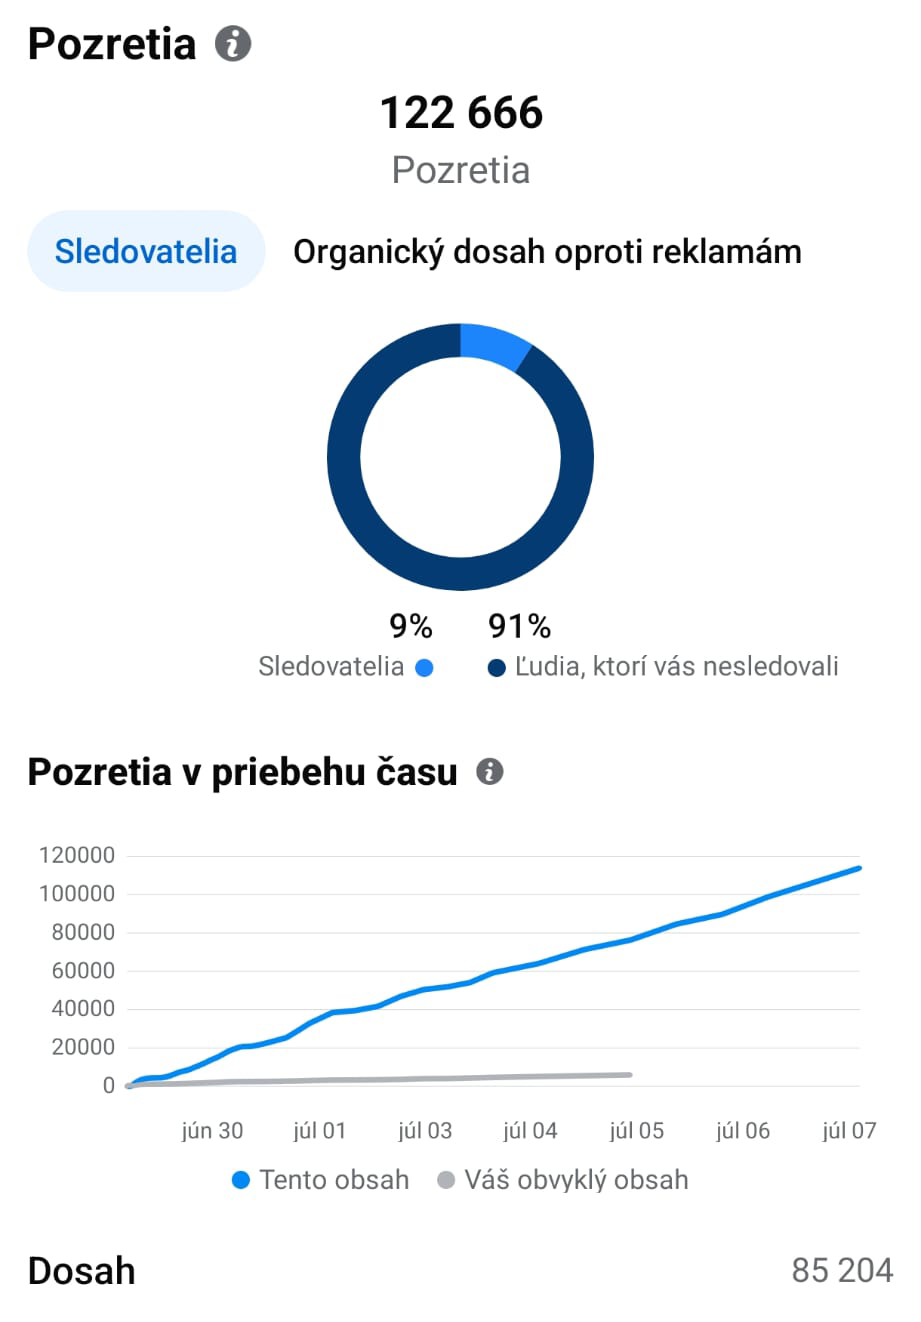 Pozretia
122 666
Pozretia
Sledovatelia Organický dosah oproti reklamám
9% 91%
Sledovatelia Ľudia, ktorí vás nesledovali
Pozretia v priebehu času
120000
100000
80000
60000
40000
20000
0
jún 30 júl 01 júl 03 júl 04 júl 05 júl 06 júl 07
Tento obsah Váš obvyklý obsah
Dosah 85 204